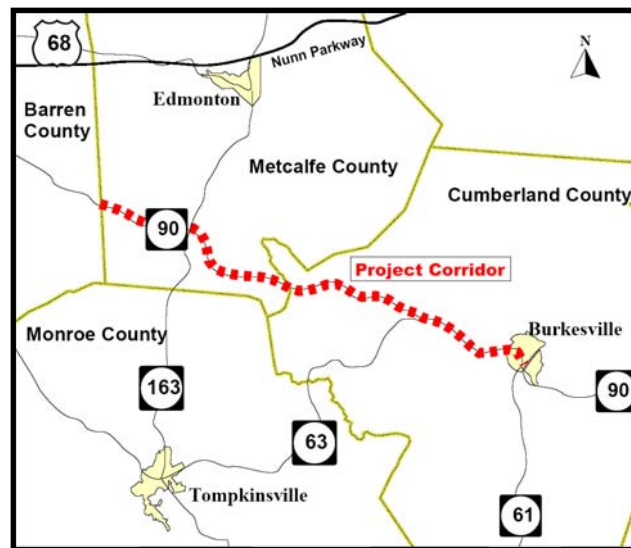 68
Nunn Parkway
N
Edmonton
Barren
County
Metcalfe County
Cumberland County
90
Project Corridor
Monroe County
Burkesville
163
90
63
Tompkinsville
61